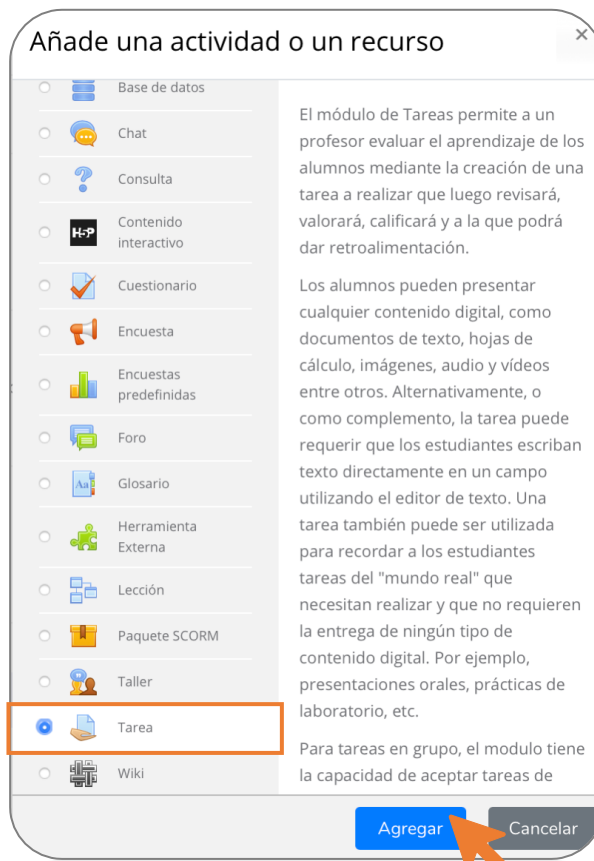 Añade una actividad o un recurso
×
Base de datos
Chat
Consulta
H5P
Contenido
interactivo
Cuestionario
Encuesta
Encuestas
predefinidas
Foro
Aa
Glosario
Herramienta
Externa
Lección
Paquete SCORM
Taller
Tarea
Wiki
El módulo de Tareas permite a un
profesor evaluar el aprendizaje de los
alumnos mediante la creación de una
tarea a realizar que luego revisará,
valorará, calificará y a la que podrá
dar retroalimentación.
Los alumnos pueden presentar
cualquier contenido digital, como
documentos de texto, hojas de
cálculo, imágenes, audio y vídeos
entre otros. Alternativamente, o
como complemento, la tarea puede
requerir que los estudiantes escriban
texto directamente en un campo
utilizando el editor de texto. Una
tarea también puede ser utilizada
para recordar a los estudiantes
tareas del "mundo real" que
necesitan realizar y que no requieren
la entrega de ningún tipo de
contenido digital. Por ejemplo,
presentaciones orales, prácticas de
laboratorio, etc.
Para tareas en grupo, el modulo tiene
la capacidad de aceptar tareas de
Agregar
Cancelar